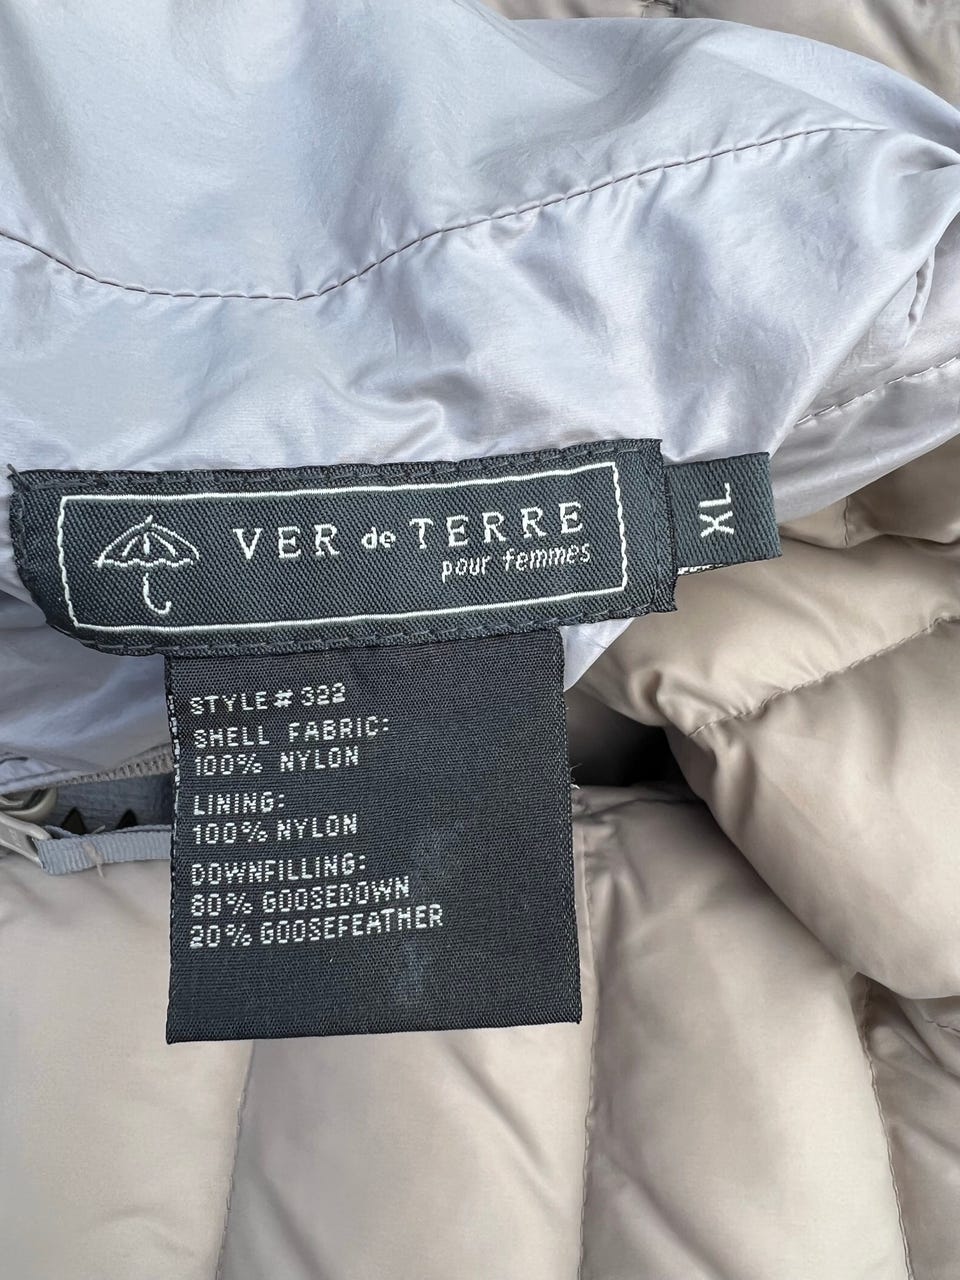 VER de TERRE
pour femmes
XL
STYLE# 322
SHELL FABRIC:
100% NYLON
LINING:
100% NYLON
DOWNFILLING:
80% GOOSEDOWN
20% GOOSEFEATHER